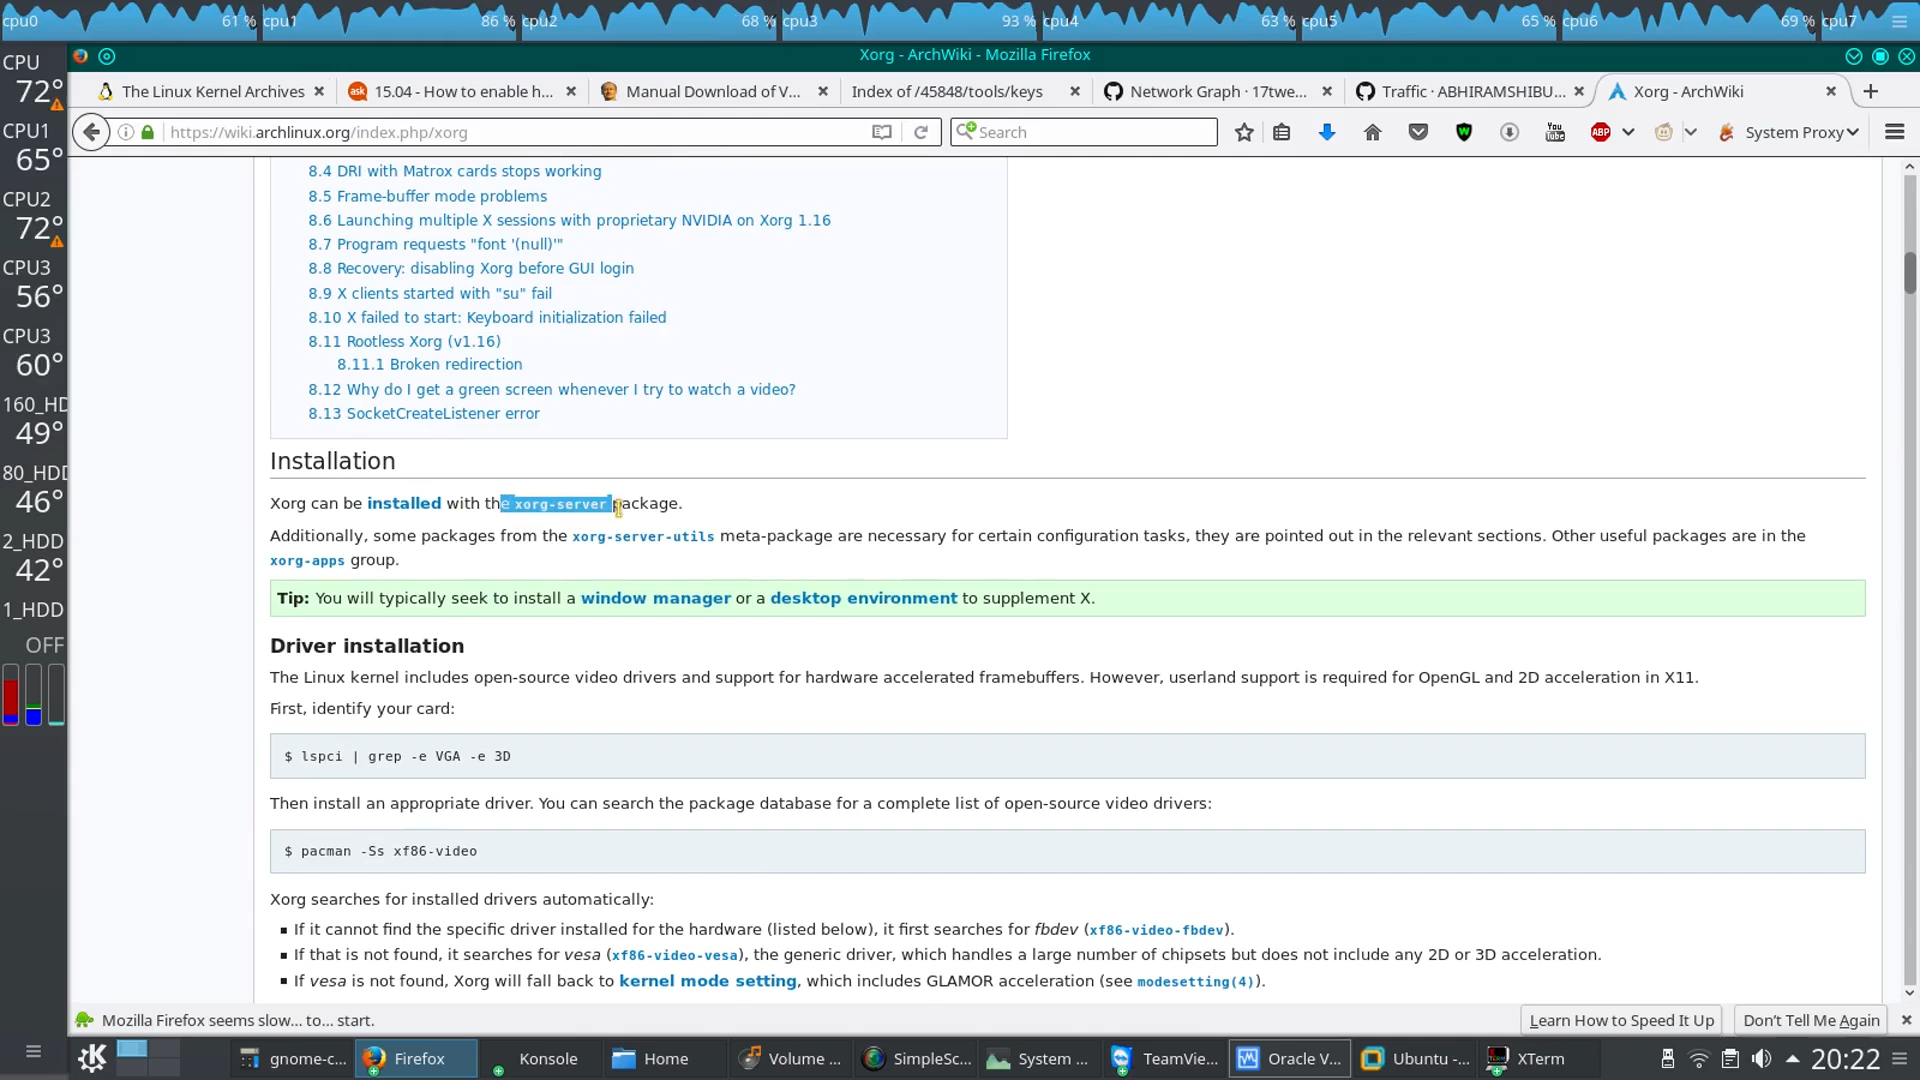 cpu0 61 % cpu1 86 % cpu2 68 % cpu3 93 % cpu4 63 % cpu5 65 % cpu6 69 % cpu7
Xorg - ArchWiki - Mozilla Firefox
The Linux Kernel Archives
15.04 - How to enable h...
Manual Download of V...
Index of /45848/tools/keys
Network Graph · 17twe...
Traffic · ABHIRAMSHIBU...
Xorg - ArchWiki
https://wiki.archlinux.org/index.php/xorg
Search
You Tube
ABP
System Proxy
CPU
72°
CPU1
65°
CPU2
72°
CPU3
56°
CPU3
60°
160_HD
49°
80_HDD
46°
2_HDD
42°
1_HDD
OFF
8.4 DRI with Matrox cards stops working
8.5 Frame-buffer mode problems
8.6 Launching multiple X sessions with proprietary NVIDIA on Xorg 1.16
8.7 Program requests "font '(null)'"
8.8 Recovery: disabling Xorg before GUI login
8.9 X clients started with "su" fail
8.10 X failed to start: Keyboard initialization failed
8.11 Rootless Xorg (v1.16)
8.11.1 Broken redirection
8.12 Why do I get a green screen whenever I try to watch a video?
8.13 SocketCreateListener error
Installation
Xorg can be installed with the xorg-server package.
Additionally, some packages from the xorg-server-utils meta-package are necessary for certain configuration tasks, they are pointed out in the relevant sections. Other useful packages are in the
xorg-apps group.
Tip: You will typically seek to install a window manager or a desktop environment to supplement X.
Driver installation
The Linux kernel includes open-source video drivers and support for hardware accelerated framebuffers. However, userland support is required for OpenGL and 2D acceleration in X11.
First, identify your card:
$ lspci | grep -e VGA -e 3D
Then install an appropriate driver. You can search the package database for a complete list of open-source video drivers:
$ pacman -Ss xf86-video
Xorg searches for installed drivers automatically:
If it cannot find the specific driver installed for the hardware (listed below), it first searches for fbdev (xf86-video-fbdev).
If that is not found, it searches for vesa (xf86-video-vesa), the generic driver, which handles a large number of chipsets but does not include any 2D or 3D acceleration.
If vesa is not found, Xorg will fall back to kernel mode setting, which includes GLAMOR acceleration (see modesetting(4)).
Mozilla Firefox seems slow... to... start.
Learn How to Speed It Up
Don't Tell Me Again
gnome-c...
Firefox
Konsole
Home
Volume ...
SimpleSc...
System ...
TeamVie...
Oracle V...
Ubuntu -...
XTerm
20:22